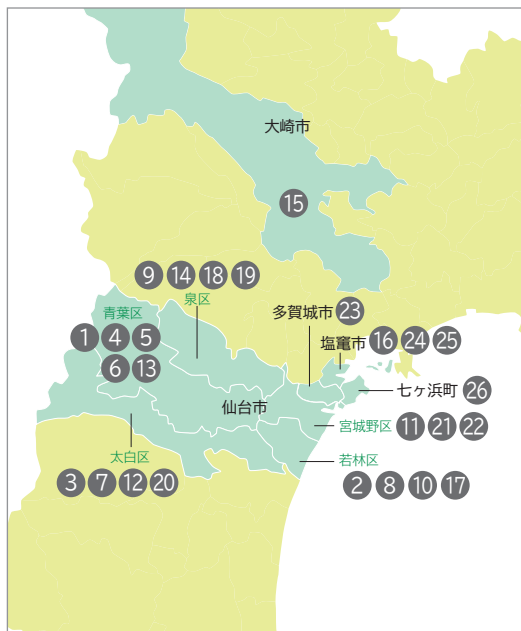 大崎市
15
9 14 18 19
泉区
青葉区
1 4 5
6 13
多賀城市 23
塩竈市 16 24 25
七ヶ浜町 26
仙台市
宮城野区 11 21 22
太白区
3 7 12 20
若林区
2 8 10 17